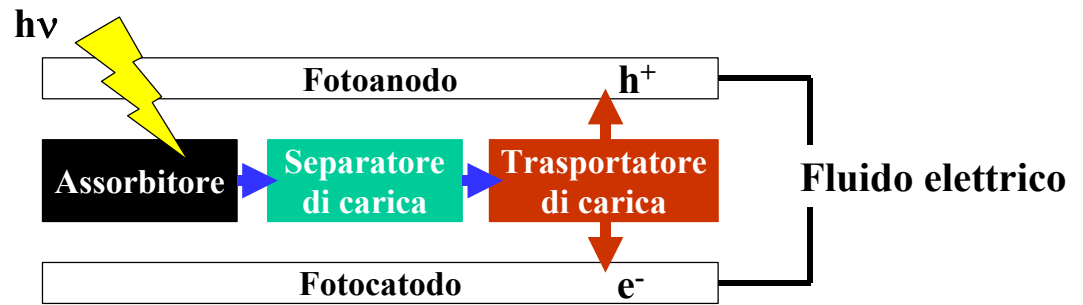 hν
Fotoanodo h⁺
Assorbitore
Separatore
di carica
Trasportatore
di carica
Fluido elettrico
Fotocatodo e⁻